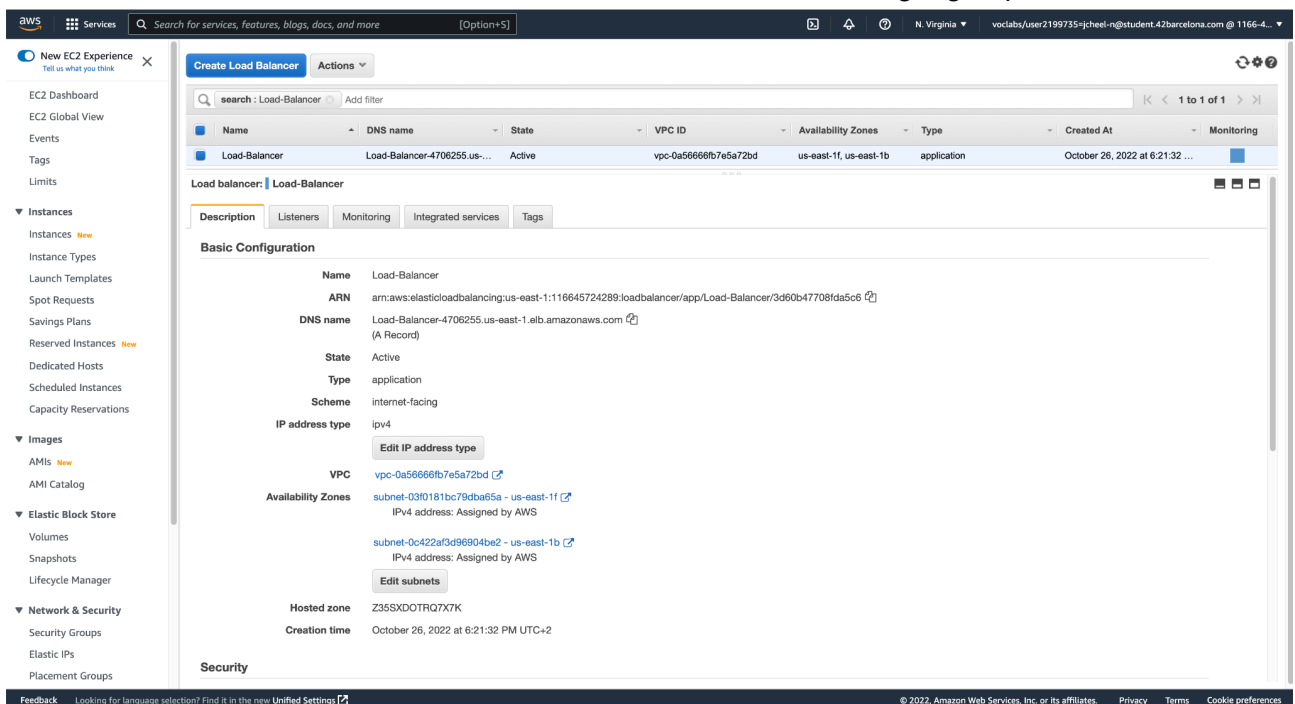 aws Services Search for services, features, blogs, docs, and more [Option+S] N. Virginia ▼ voclabs/user2199735=jcheel-n@student.42barcelona.com @ 1166-4... ▼
New EC2 Experience
Tell us what you think
EC2 Dashboard
EC2 Global View
Events
Tags
Limits
Instances
Instances New
Instance Types
Launch Templates
Spot Requests
Savings Plans
Reserved Instances New
Dedicated Hosts
Scheduled Instances
Capacity Reservations
Images
AMIs New
AMI Catalog
Elastic Block Store
Volumes
Snapshots
Lifecycle Manager
Network & Security
Security Groups
Elastic IPs
Placement Groups
Create Load Balancer Actions
search : Load-Balancer Add filter 1 to 1 of 1
Name DNS name State VPC ID Availability Zones Type Created At Monitoring
Load-Balancer Load-Balancer-4706255.us-... Active vpc-0a56666fb7e5a72bd us-east-1f, us-east-1b application October 26, 2022 at 6:21:32 ...
Load balancer: Load-Balancer
Description Listeners Monitoring Integrated services Tags
Basic Configuration
Name Load-Balancer
ARN arn:aws:elasticloadbalancing:us-east-1:116645724289:loadbalancer/app/Load-Balancer/3d60b47708fda5c6
DNS name Load-Balancer-4706255.us-east-1.elb.amazonaws.com
(A Record)
State Active
Type application
Scheme internet-facing
IP address type ipv4
Edit IP address type
VPC vpc-0a56666fb7e5a72bd
Availability Zones subnet-03f0181bc79dba65a - us-east-1f
IPv4 address: Assigned by AWS
subnet-0c422af3d96904be2 - us-east-1b
IPv4 address: Assigned by AWS
Edit subnets
Hosted zone Z35SXDOTRQ7X7K
Creation time October 26, 2022 at 6:21:32 PM UTC+2
Security
Feedback Looking for language selection? Find it in the new Unified Settings © 2022, Amazon Web Services, Inc. or its affiliates. Privacy Terms Cookie preferences